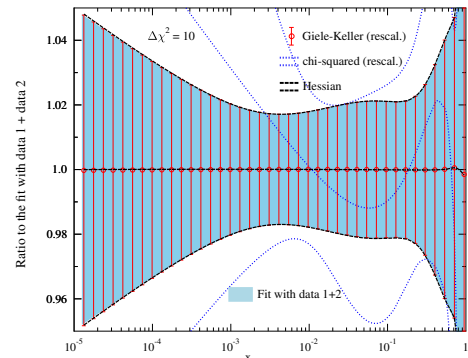 Δχ² = 10
Giele-Keller (rescal.)
chi-squared (rescal.)
Hessian
Fit with data 1+2
Ratio to the fit with data 1 + data 2
1.04
1.02
1.0
0.98
0.96
10⁻⁵ 10⁻⁴ 10⁻³ 10⁻² 10⁻¹ 1
x